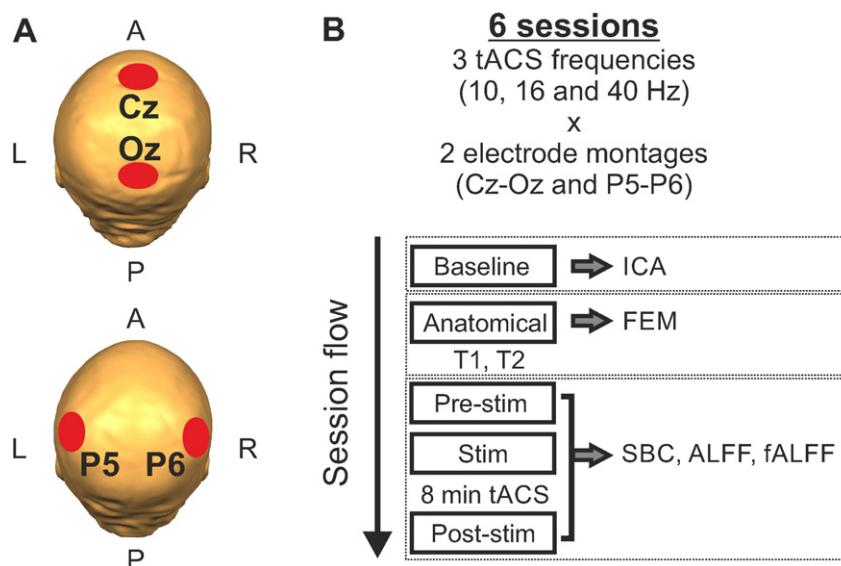 A
A
Cz
Oz
L
R
P
A
L
R
P5
P6
P
B
6 sessions
3 tACS frequencies
(10, 16 and 40 Hz)
x
2 electrode montages
(Cz-Oz and P5-P6)
Session flow
Baseline
ICA
Anatomical
FEM
T1, T2
Pre-stim
Stim
SBC, ALFF, fALFF
8 min tACS
Post-stim